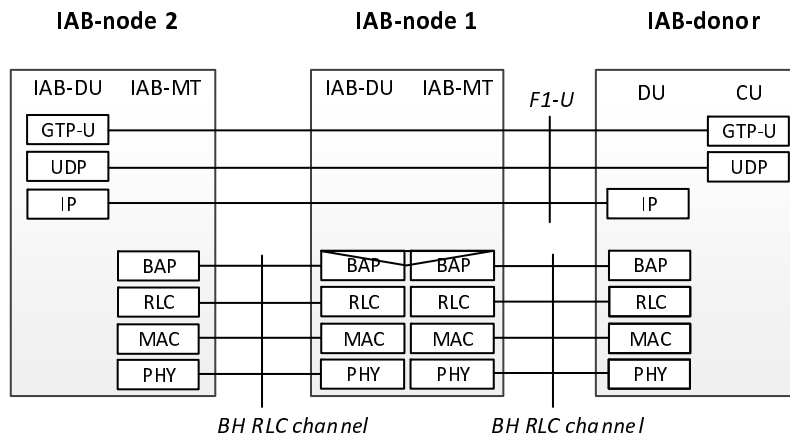 IAB-node 2 IAB-node 1 IAB-donor
IAB-DU IAB-MT IAB-DU IAB-MT F1-U DU CU
GTP-U GTP-U
UDP UDP
IP IP
BAP BAP BAP BAP
RLC RLC RLC RLC
MAC MAC MAC MAC
PHY PHY PHY PHY
BH RLC channel BH RLC channel